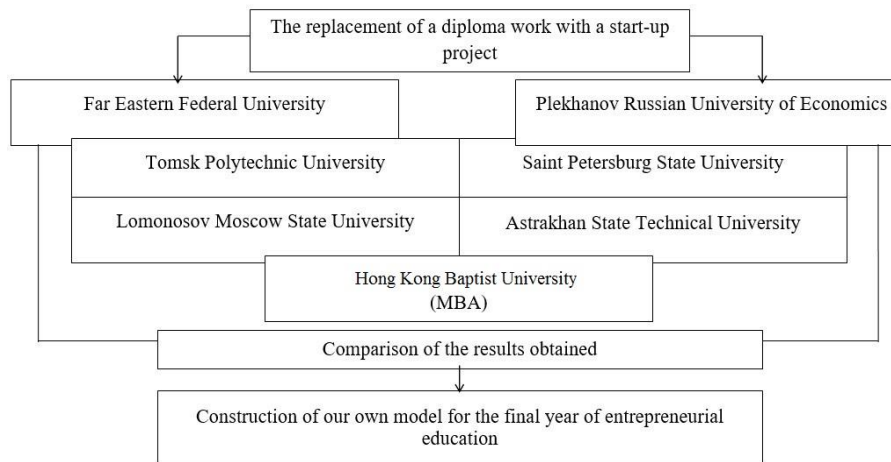 The replacement of a diploma work with a start-up
project
Far Eastern Federal University
Plekhanov Russian University of Economics
Tomsk Polytechnic University
Saint Petersburg State University
Lomonosov Moscow State University
Astrakhan State Technical University
Hong Kong Baptist University
(MBA)
Comparison of the results obtained
Construction of our own model for the final year of entrepreneurial
education